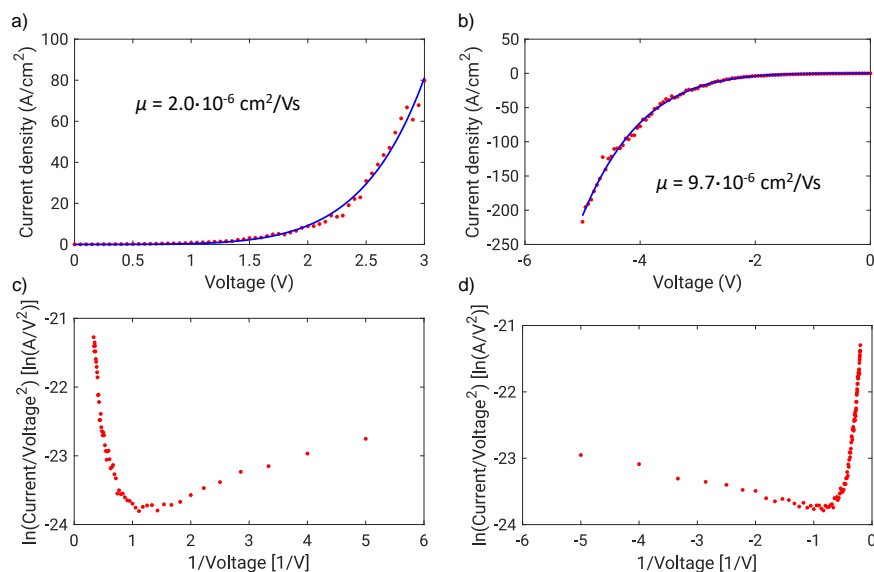 a)
Current density (A/cm²)
100
80
60
40
20
0
μ = 2.0·10⁻⁶ cm²/Vs
0 0.5 1 1.5 2 2.5 3
Voltage (V)
b)
Current density (A/cm²)
50
0
-50
-100
-150
-200
-250
μ = 9.7·10⁻⁶ cm²/Vs
-6 -4 -2 0
Voltage (V)
c)
ln(Current/Voltage²) [ln(A/V²)]
-21
-22
-23
-24
0 1 2 3 4 5 6
1/Voltage [1/V]
d)
ln(Current/Voltage²) [ln(A/V²)]
-21
-22
-23
-24
-6 -5 -4 -3 -2 -1 0
1/Voltage [1/V]